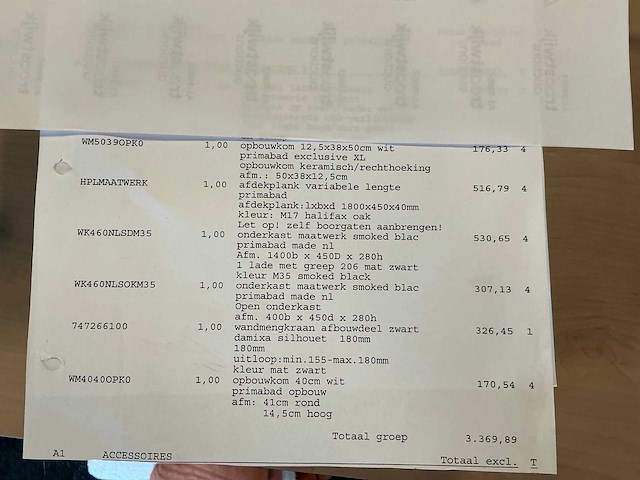 WM5039OPK0 1,00 opbouwkom 12,5x38x50cm wit 176,33 4
primabad exclusive XL
opbouwkom keramisch/rechthoeking
afm.: 50x38x12,5cm
HPLMAATWERK 1,00 afdekplank variabele lengte 516,79 4
primabad
afdekplank:lxbxd 1800x450x40mm
kleur: M17 halifax oak
Let op! zelf boorgaten aanbrengen!
WK460NLSDM35 1,00 onderkast maatwerk smoked blac 530,65 4
primabad made nl
Afm. 1400b x 450D x 280h
1 lade met greep 206 mat zwart
kleur M35 smoked black
WK460NLSOKM35 1,00 onderkast maatwerk smoked blac 307,13 4
primabad made nl
Open onderkast
afm. 400b x 450d x 280h
747266100 1,00 wandmengkraan afbouwdeel zwart 326,45 1
damixa silhouet 180mm
180mm
uitloop:min.155-max.180mm
kleur mat zwart
WM4040OPK0 1,00 opbouwkom 40cm wit 170,54 4
primabad opbouw
afm: 41cm rond
14,5cm hoog
Totaal groep 3.369,89
A1 ACCESSOIRES Totaal excl. T